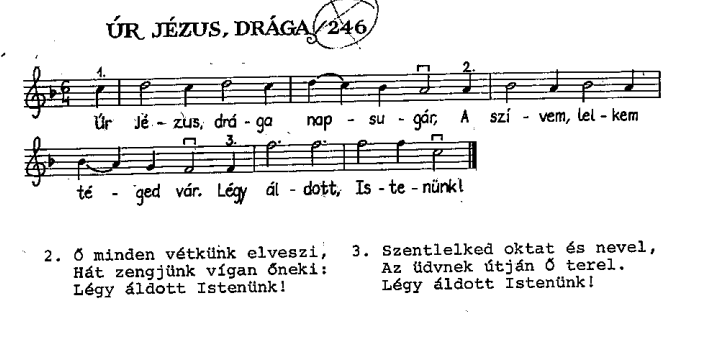 ÚR JÉZUS, DRÁGA 246
1.
2.
6
4
Úr Jé - zus, drá - ga nap - su - gár, A szí - vem, lel - kem
3.
té - ged vár. Légy ál - dott, Is - te - nünk!
2. Ő minden vétkünk elveszi,
Hát zengjünk vígan őneki:
Légy áldott Istenünk!
3. Szentlelked oktat és nevel,
Az üdvnek útján Ő terel.
Légy áldott Istenünk!